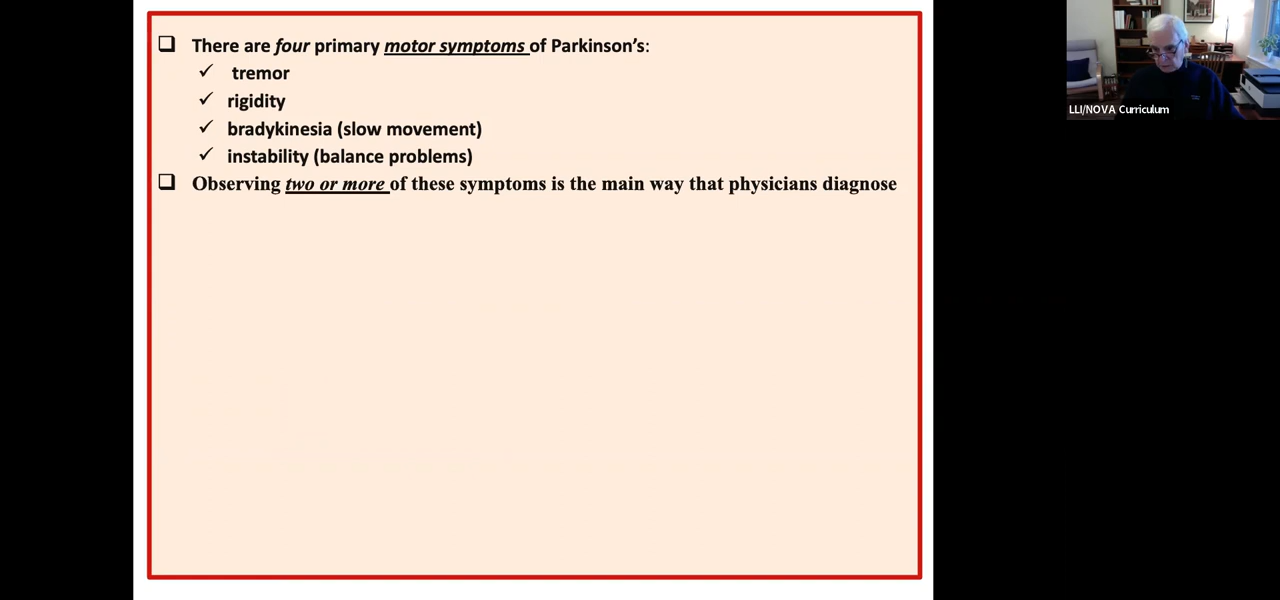 There are four primary motor symptoms of Parkinson’s:
tremor
rigidity
bradykinesia (slow movement)
instability (balance problems)
Observing two or more of these symptoms is the main way that physicians diagnose
LLI/NOVA Curriculum